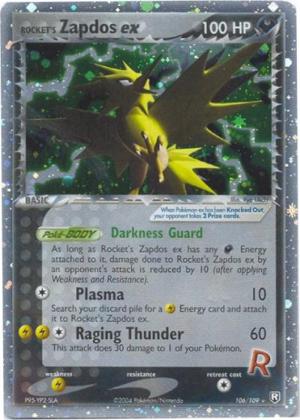 ROCKET'S Zapdos ex 100 HP
BASIC
When Pokémon-ex has been Knocked Out,
your opponent takes 2 Prize cards.
Poké-BODY Darkness Guard
As long as Rocket's Zapdos ex has any Energy
attached to it, damage done to Rocket's Zapdos ex by
an opponent's attack is reduced by 10 (after applying
Weakness and Resistance).
Plasma 10
Search your discard pile for a Energy card and attach it
to Rocket's Zapdos ex.
Raging Thunder 60
This attack does 30 damage to 1 of your Pokémon.
R
weakness resistance retreat cost
©2004 Pokémon/Nintendo 106/109